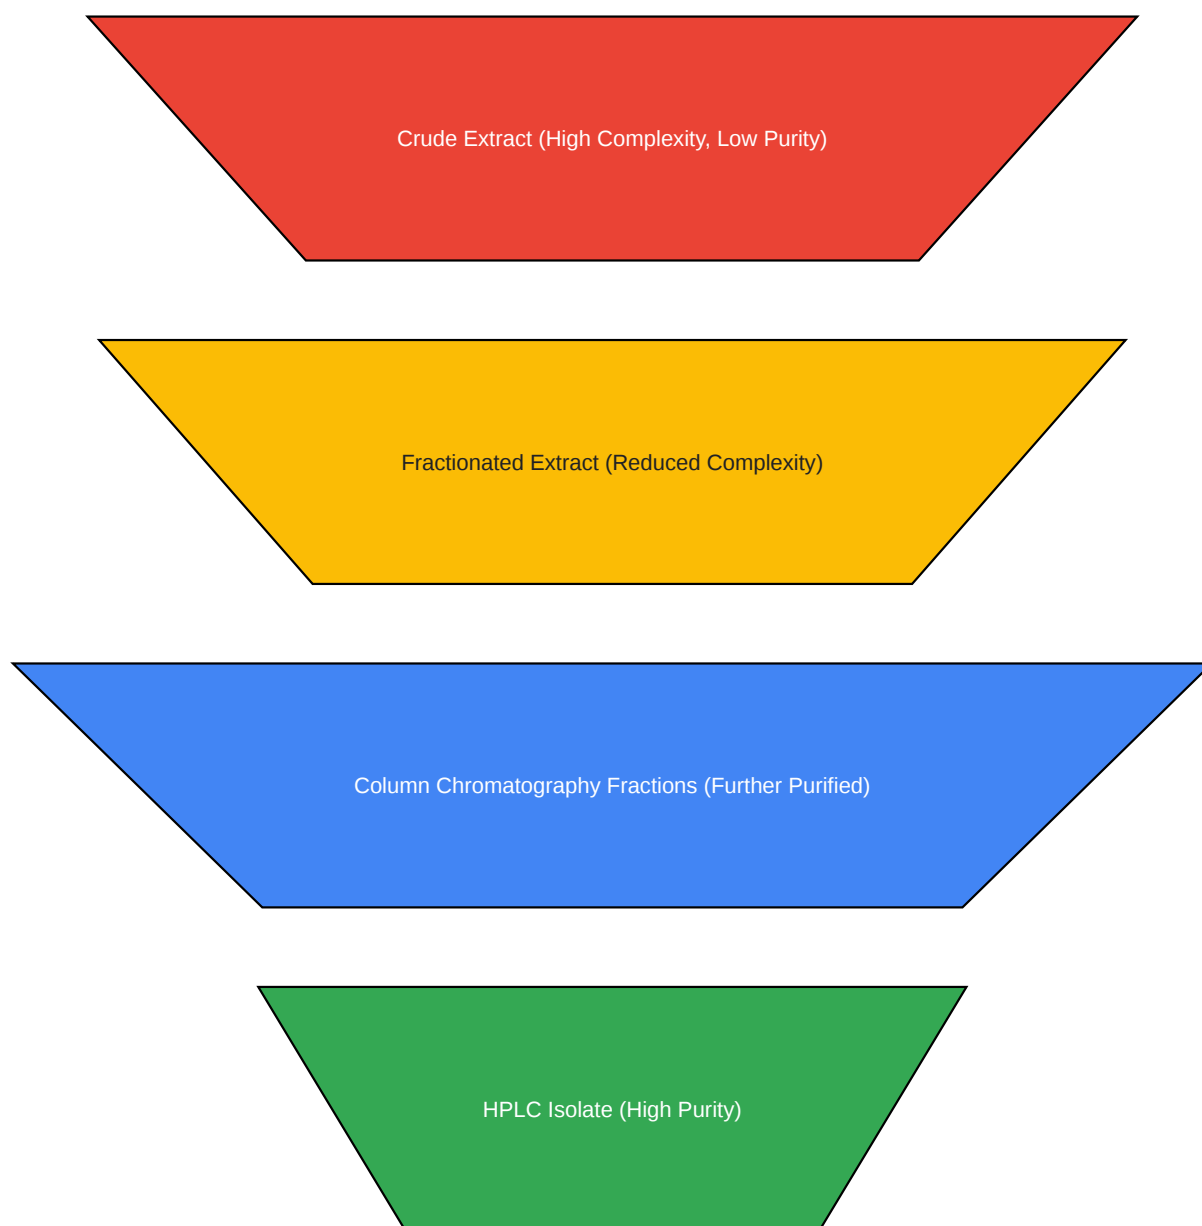 Crude Extract (High Complexity, Low Purity)
Fractionated Extract (Reduced Complexity)
Column Chromatography Fractions (Further Purified)
HPLC Isolate (High Purity)